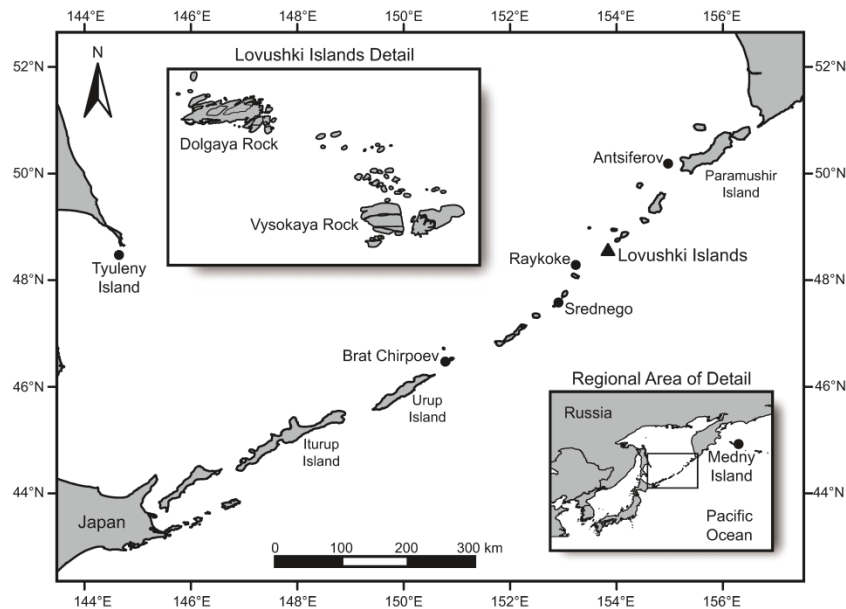 144°E 146°E 148°E 150°E 152°E 154°E 156°E
N
Lovushki Islands Detail
Dolgaya Rock
Vysokaya Rock
52°N 52°N
50°N 50°N
48°N 48°N
46°N 46°N
44°N 44°N
Antsiferov
Paramushir
Island
Raykoke
Lovushki Islands
Tyuleny
Island
Srednego
Brat Chirpoev
Urup
Island
Iturup
Island
Japan
Regional Area of Detail
Russia
Medny
Island
Pacific
Ocean
0 100 200 300 km
144°E 146°E 148°E 150°E 152°E 154°E 156°E